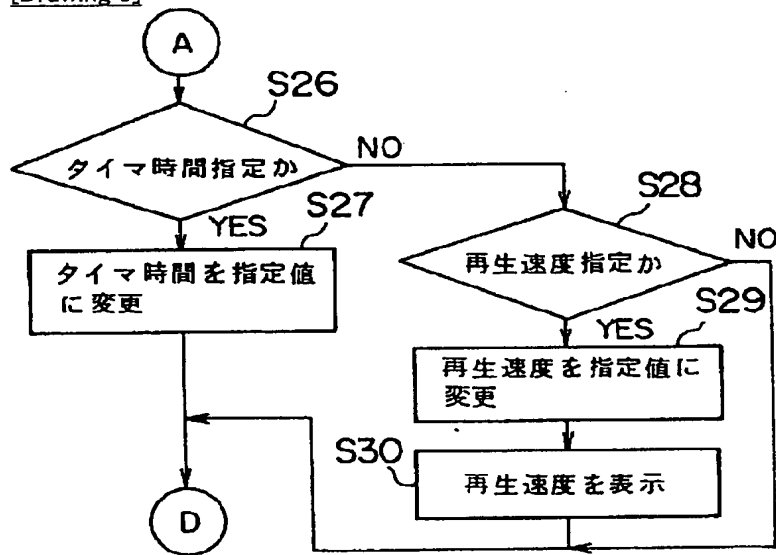 A
S26
タイマ時間指定か
NO
S27
YES
タイマ時間を指定値
に変更
S28
再生速度指定か
NO
S29
YES
再生速度を指定値に
変更
S30
再生速度を表示
D